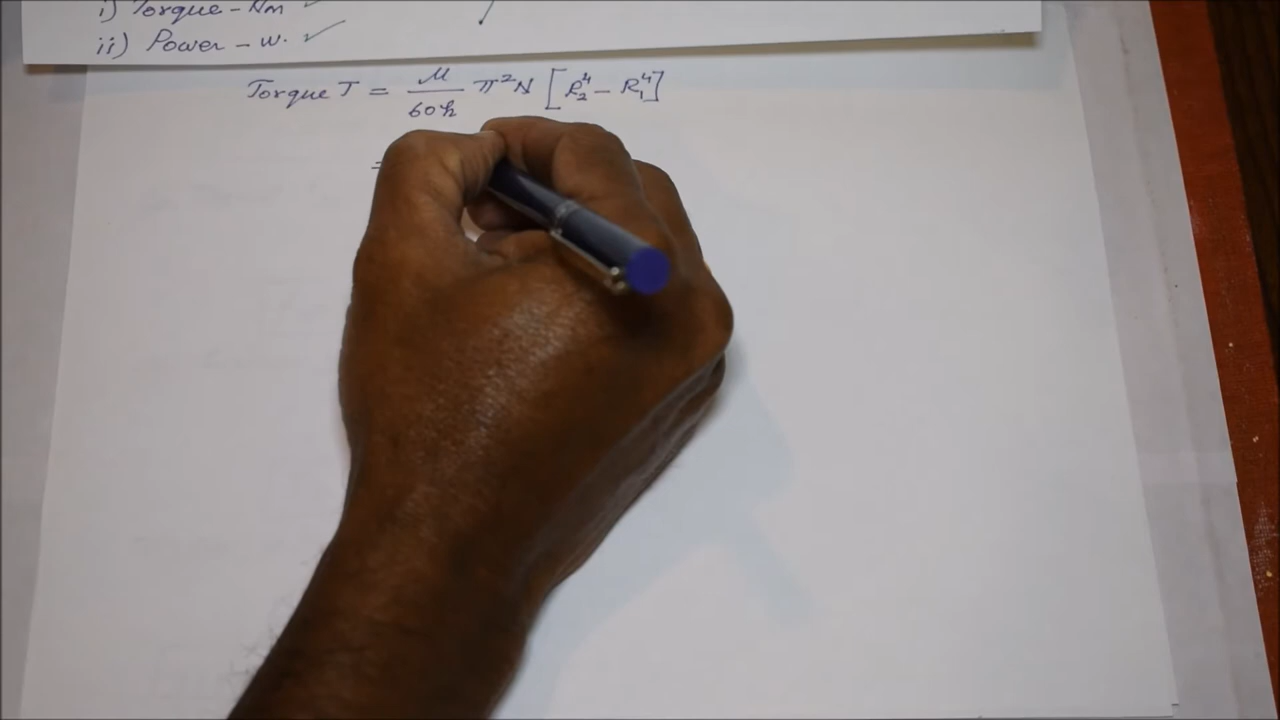 i) Torque - Nm ✓
ii) Power - W. ✓
Torque T = μ/60h π²N [R₂⁴ - R₁⁴]
=